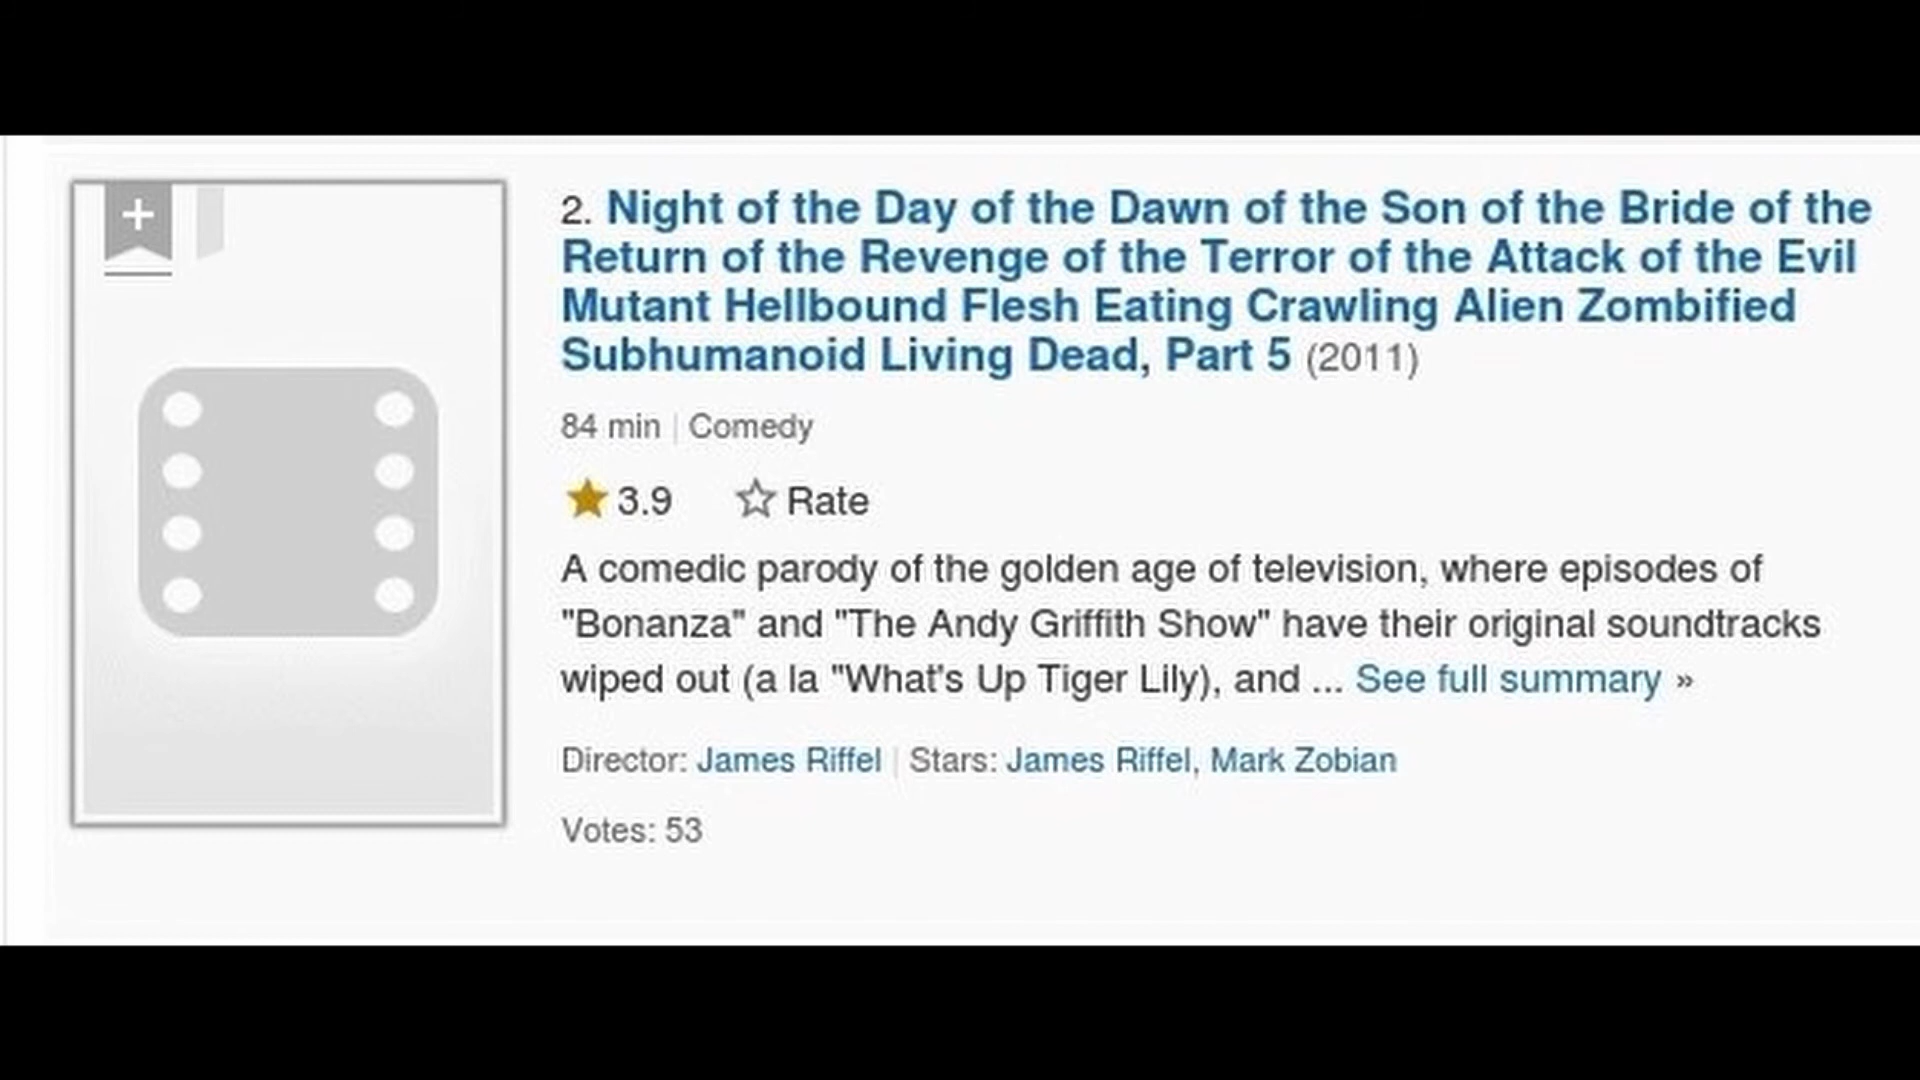 2. Night of the Day of the Dawn of the Son of the Bride of the
Return of the Revenge of the Terror of the Attack of the Evil
Mutant Hellbound Flesh Eating Crawling Alien Zombified
Subhumanoid Living Dead, Part 5 (2011)
84 min | Comedy
3.9 Rate
A comedic parody of the golden age of television, where episodes of
"Bonanza" and "The Andy Griffith Show" have their original soundtracks
wiped out (a la "What's Up Tiger Lily), and ... See full summary »
Director: James Riffel | Stars: James Riffel, Mark Zobian
Votes: 53